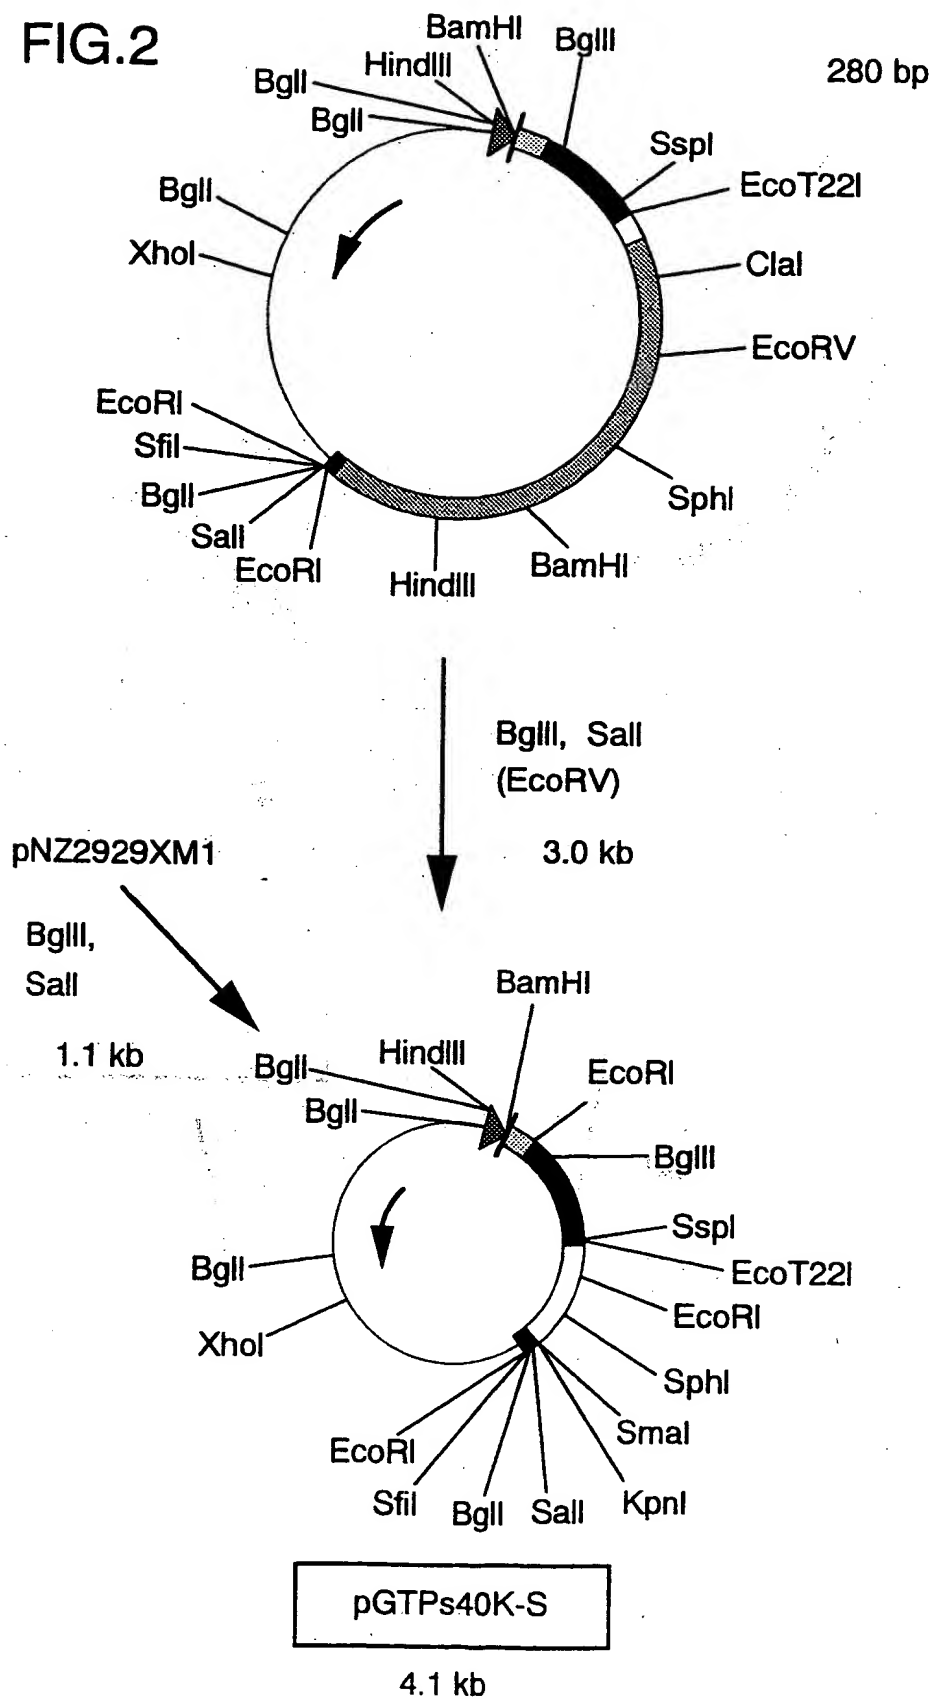 FIG.2
280 bp
BamHI
BglII
HindIII
BglI
BglI
SspI
EcoT22I
BglI
XhoI
ClaI
EcoRV
EcoRI
SfiI
BglI
SalI
EcoRI
HindIII
BamHI
SphI
BglII, SalI
(EcoRV)
3.0 kb
pNZ2929XM1
BglII,
SalI
1.1 kb
BamHI
HindIII
BglI
BglI
EcoRI
BglII
SspI
EcoT22I
EcoRI
BglI
XhoI
SphI
SmaI
EcoRI
SfiI
BglI
SalI
KpnI
pGTPs40K-S
4.1 kb